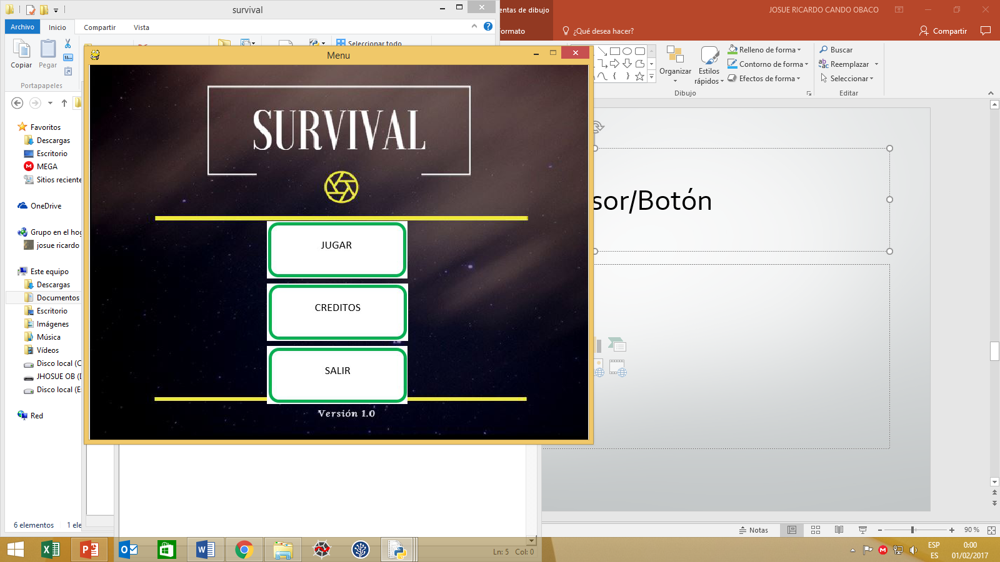 survival
Archivo
Inicio
Compartir
Vista
Copiar
Pegar
Portapapeles
Seleccionar todo
Menu
SURVIVAL
JUGAR
CREDITOS
SALIR
Versión 1.0
Favoritos
Descargas
Escritorio
MEGA
Sitios reciente
OneDrive
Grupo en el hog
josue ricardo
Este equipo
Descargas
Documentos
Escritorio
Imágenes
Música
Vídeos
Disco local (C
JHOSUE OB (D
Disco local (E
Red
6 elementos
1 ele
entas de dibujo
JOSUE RICARDO CANDO OBACO
ormato
¿Qué desea hacer?
Compartir
Organizar
Estilos
rápidos
Relleno de forma
Contorno de forma
Efectos de forma
Dibujo
Buscar
Reemplazar
Seleccionar
Editar
sor/Botón
Notas
90 %
Ln: 5 Col: 0
ESP
ES
0:00
01/02/2017